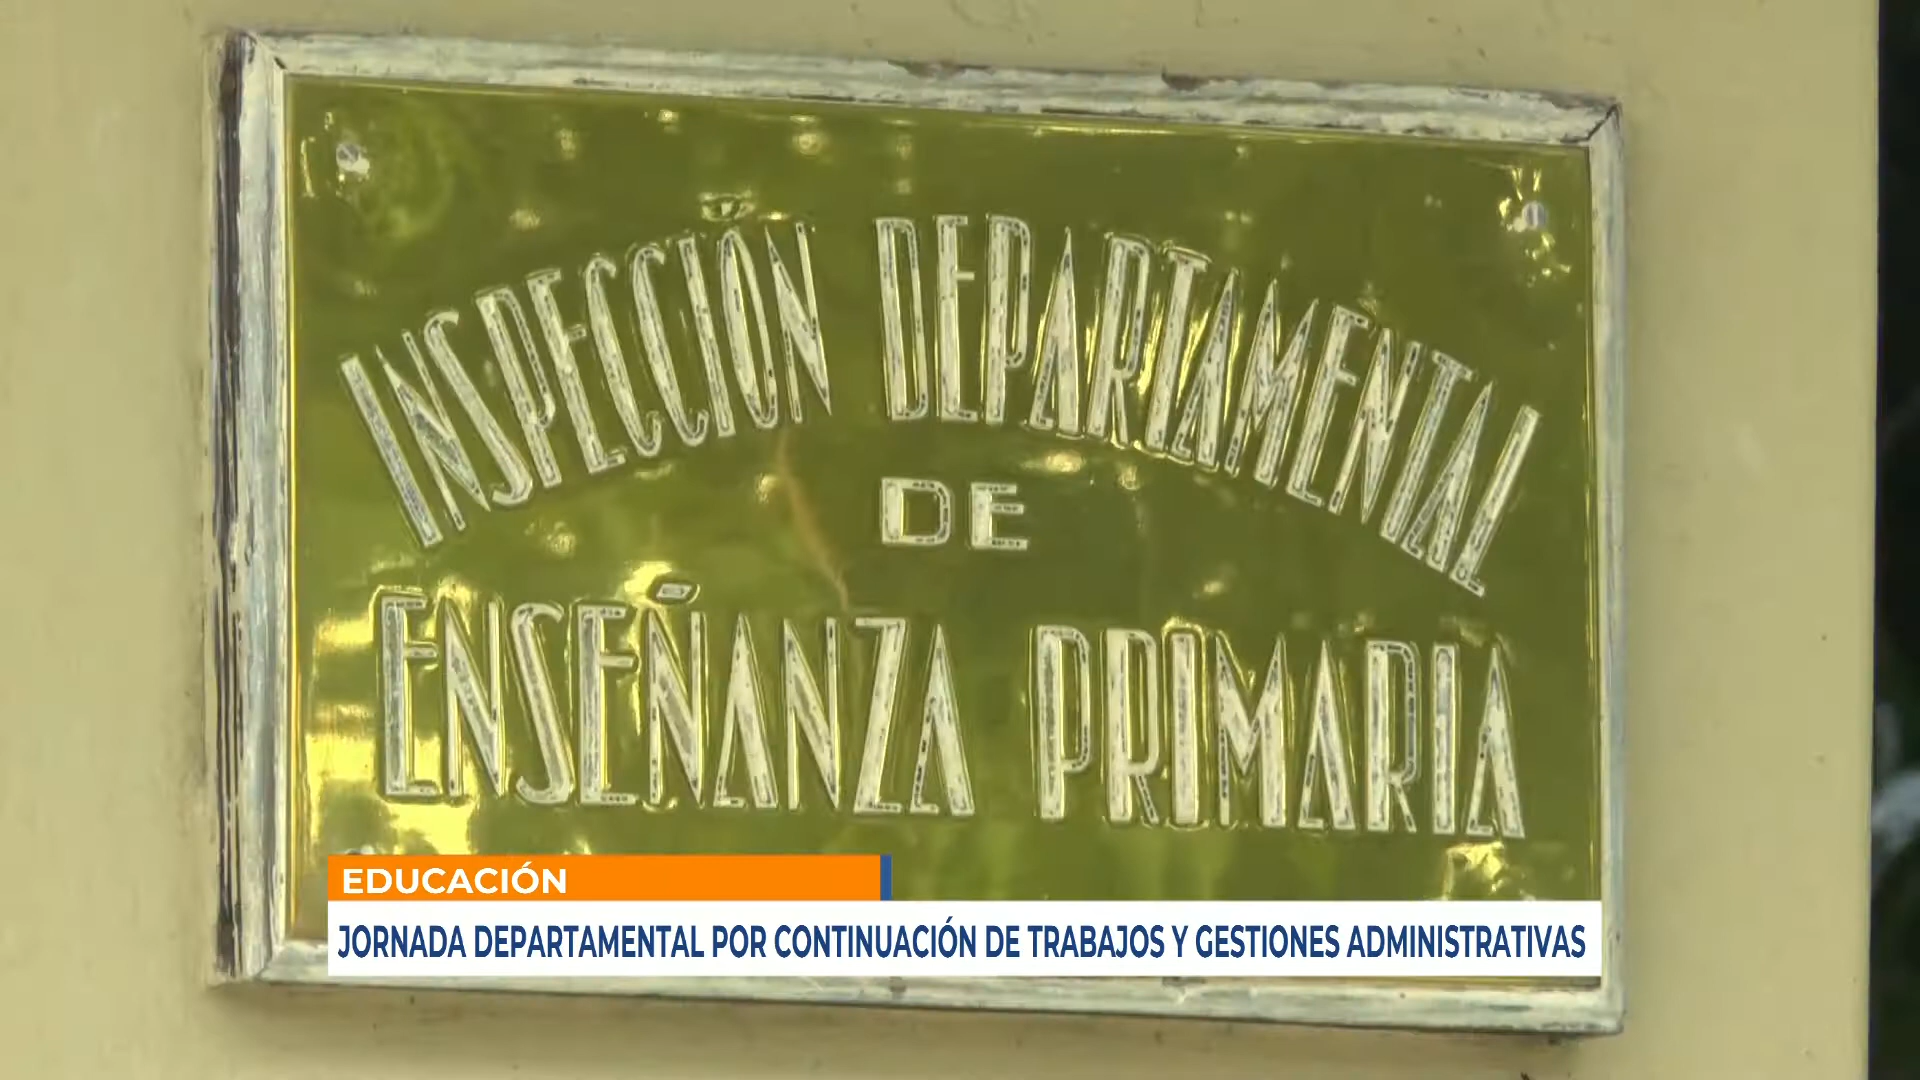 INSPECCIÓN DEPARTAMENTAL
DE
ENSEÑANZA PRIMARIA
EDUCACIÓN
JORNADA DEPARTAMENTAL POR CONTINUACIÓN DE TRABAJOS Y GESTIONES ADMINISTRATIVAS